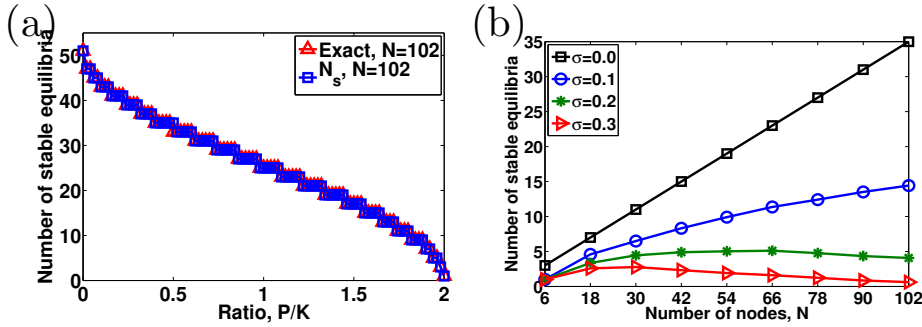 (a)
Number of stable equilibria
50
40
30
20
10
0
0
0.5
1
1.5
2
Ratio, P/K
Exact, N=102
N_s, N=102
(b)
Number of stable equilibria
35
30
25
20
15
10
5
0
6
18
30
42
54
66
78
90
102
Number of nodes, N
σ=0.0
σ=0.1
σ=0.2
σ=0.3